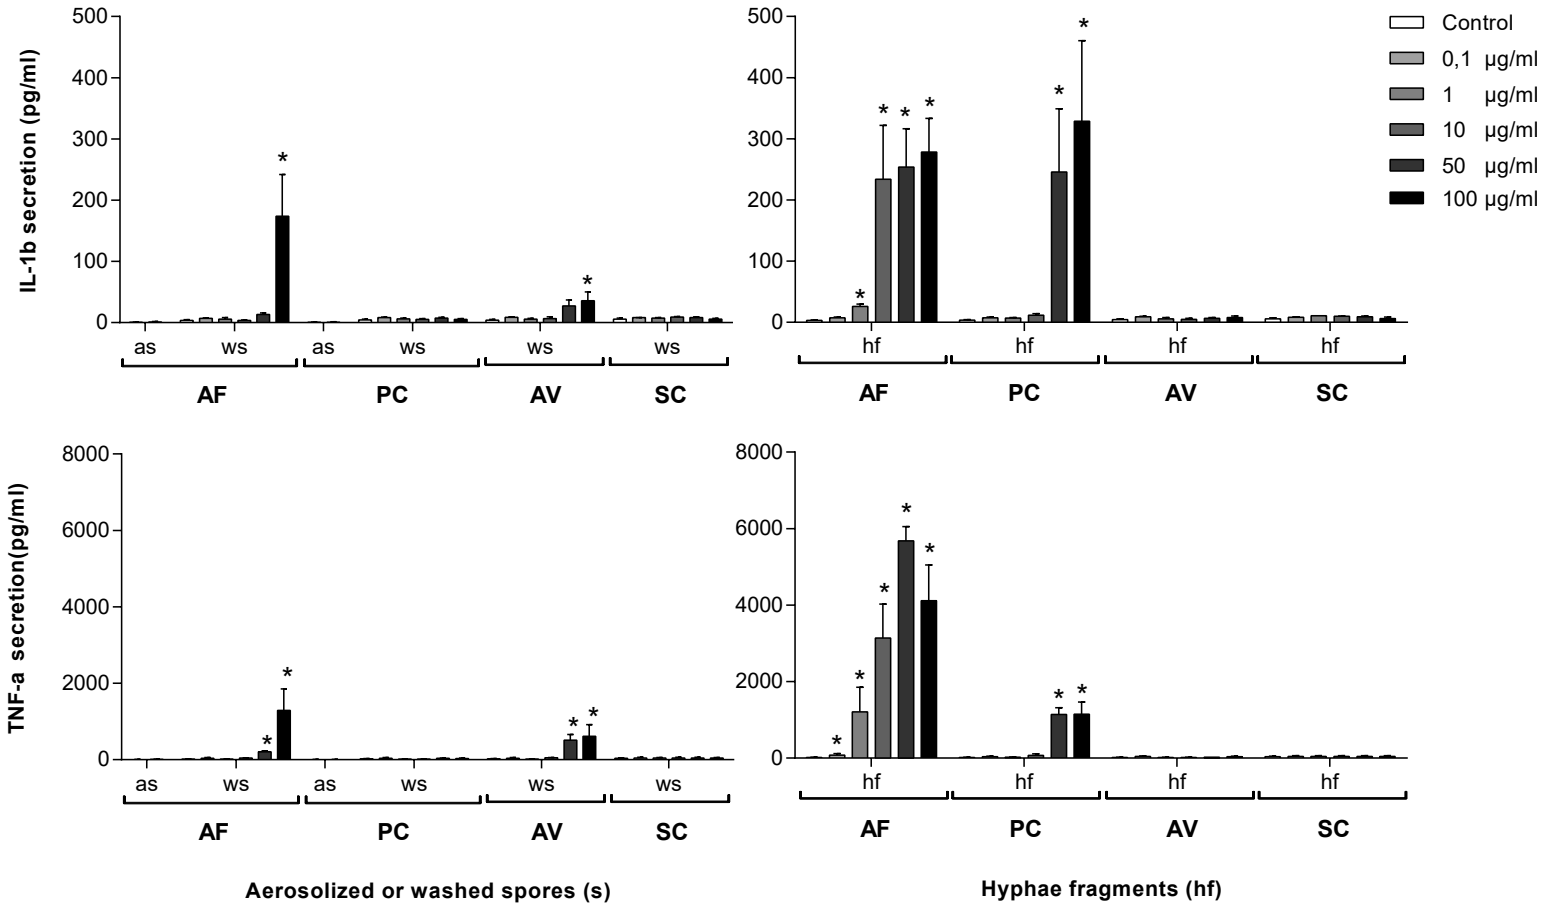 500
400
300
200
100
0
IL-1b secretion (pg/ml)
*
*
as ws as ws ws ws
AF PC AV SC
500
400
300
200
100
0
* * * * * *
hf hf hf hf
AF PC AV SC
Control
0,1 µg/ml
1 µg/ml
10 µg/ml
50 µg/ml
100 µg/ml
8000
6000
4000
2000
0
TNF-a secretion(pg/ml)
* * * *
as ws as ws ws ws
AF PC AV SC
Aerosolized or washed spores (s)
8000
6000
4000
2000
0
* * * * * * *
hf hf hf hf
AF PC AV SC
Hyphae fragments (hf)